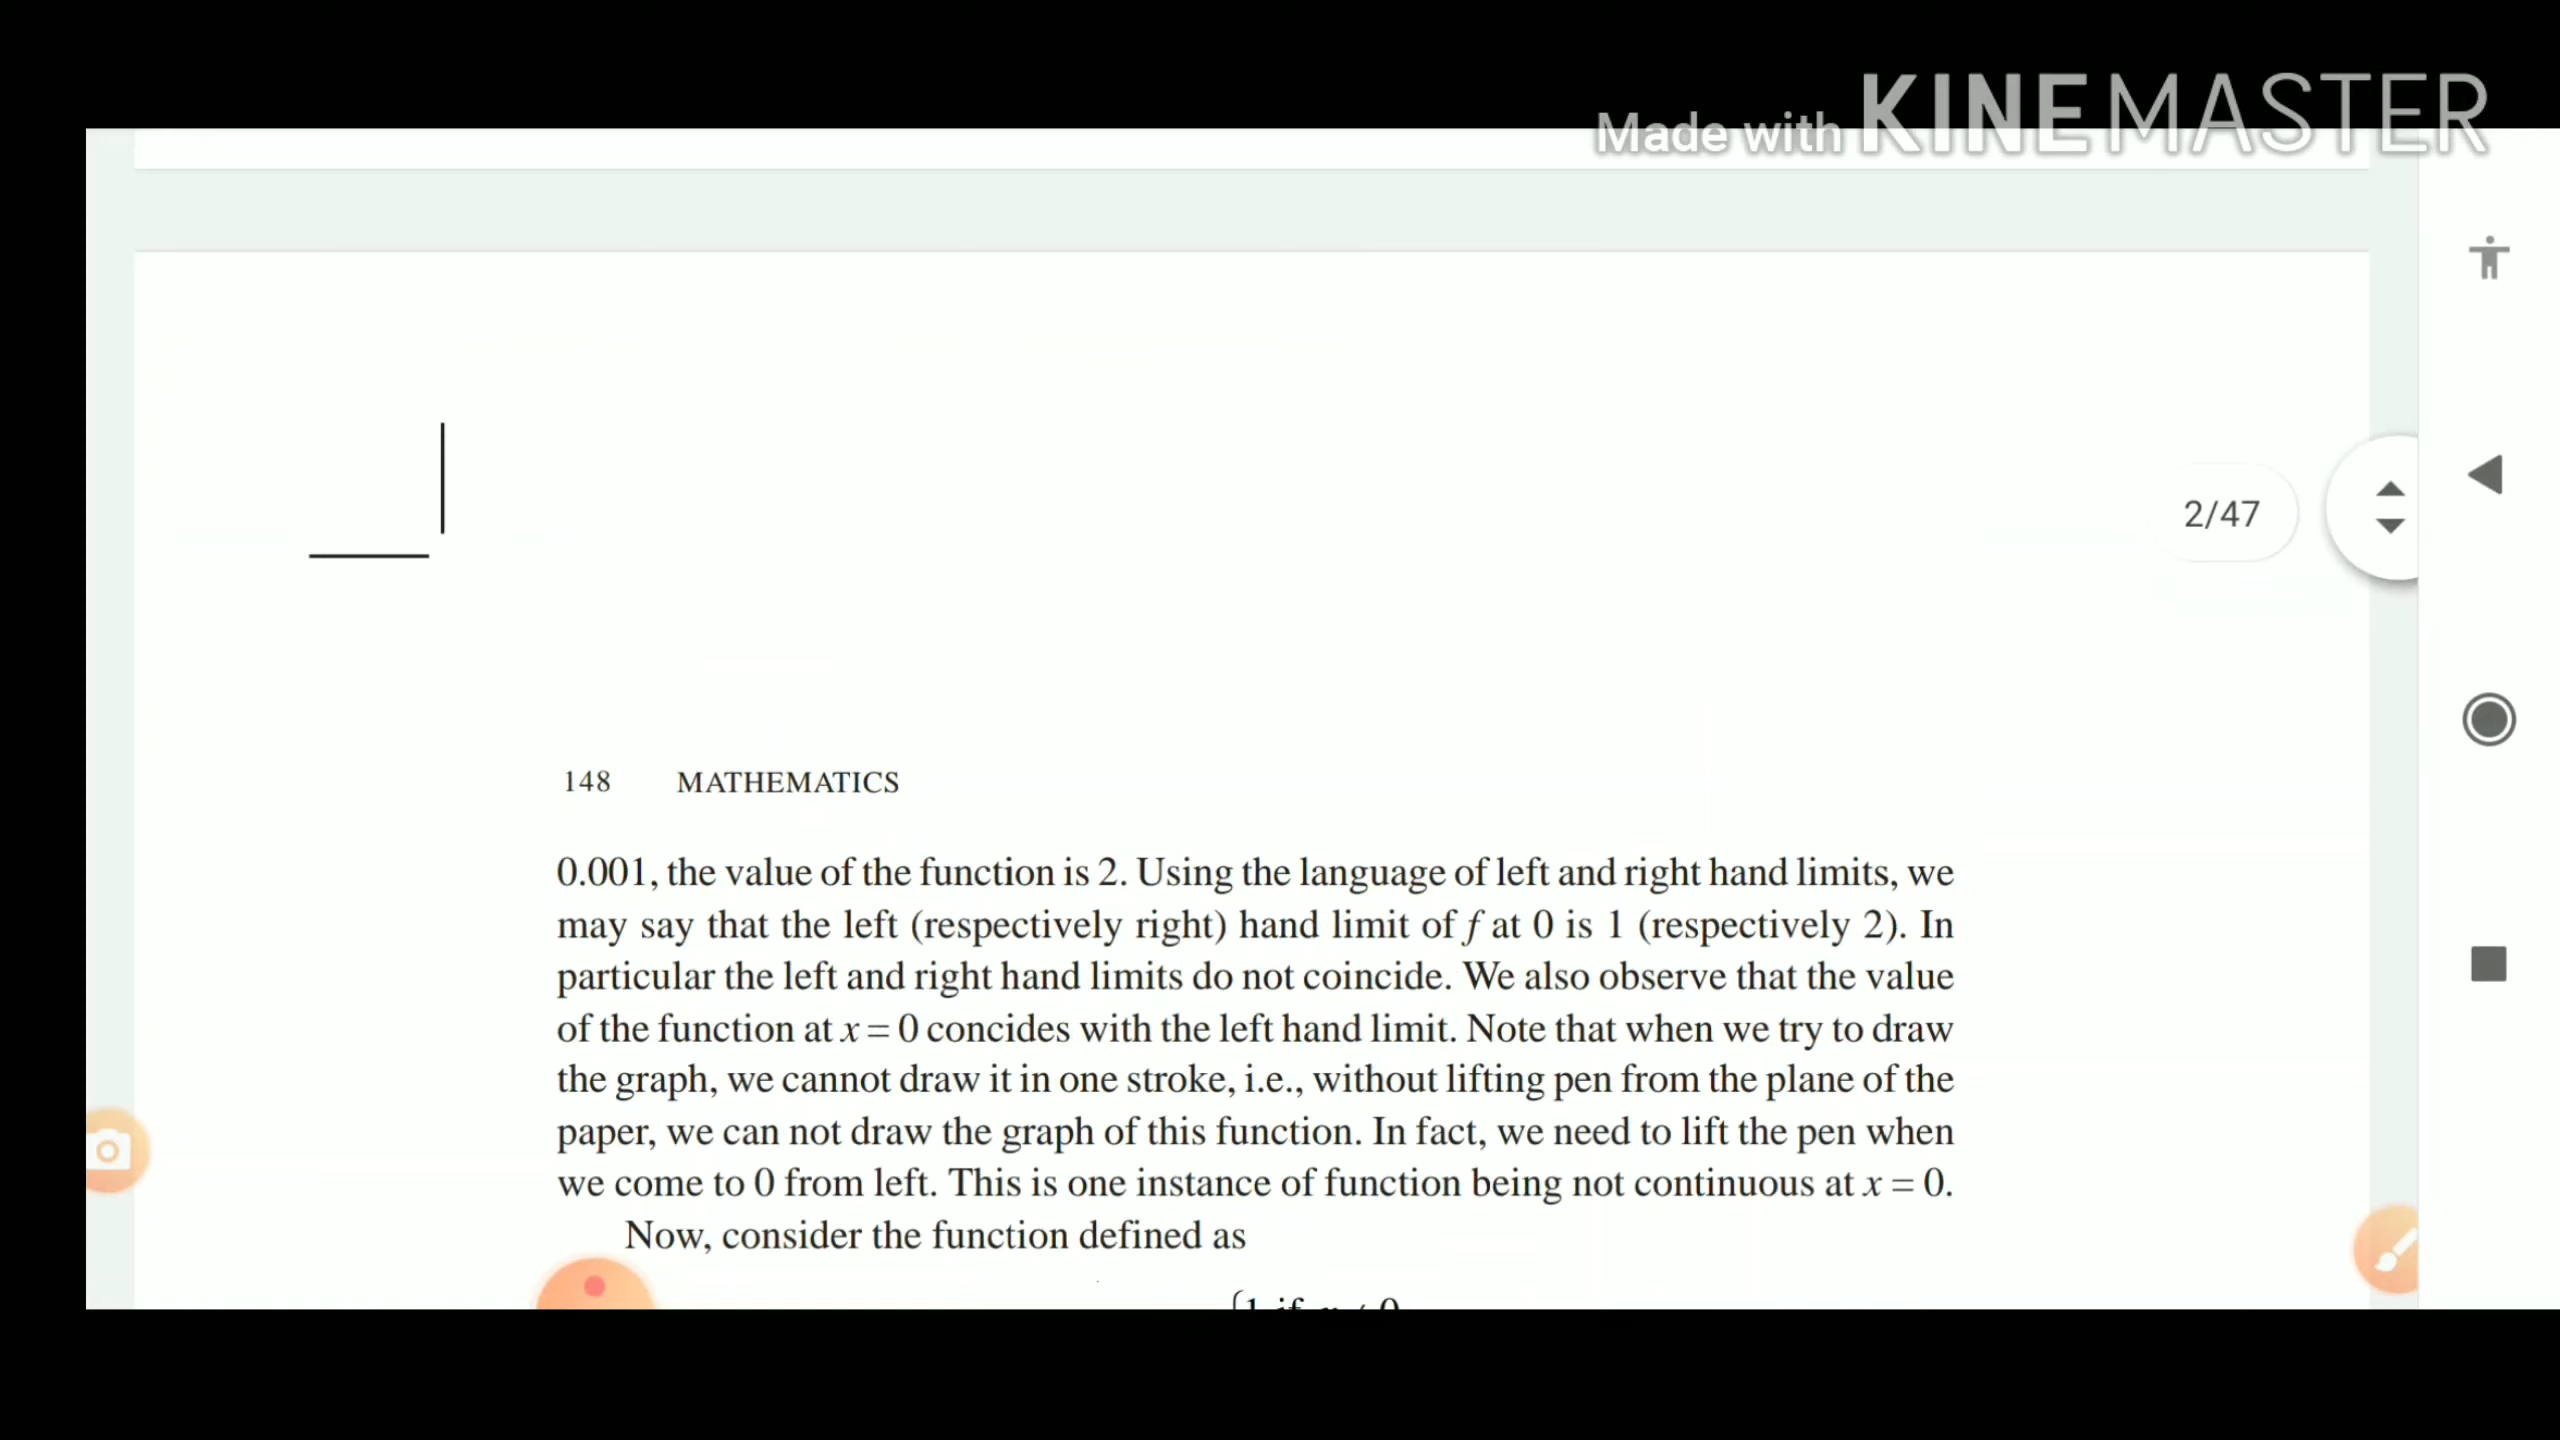 Made with KINEMASTER
2/47
148 MATHEMATICS
0.001, the value of the function is 2. Using the language of left and right hand limits, we
may say that the left (respectively right) hand limit of f at 0 is 1 (respectively 2). In
particular the left and right hand limits do not coincide. We also observe that the value
of the function at x = 0 concides with the left hand limit. Note that when we try to draw
the graph, we cannot draw it in one stroke, i.e., without lifting pen from the plane of the
paper, we can not draw the graph of this function. In fact, we need to lift the pen when
we come to 0 from left. This is one instance of function being not continuous at x = 0.
Now, consider the function defined as